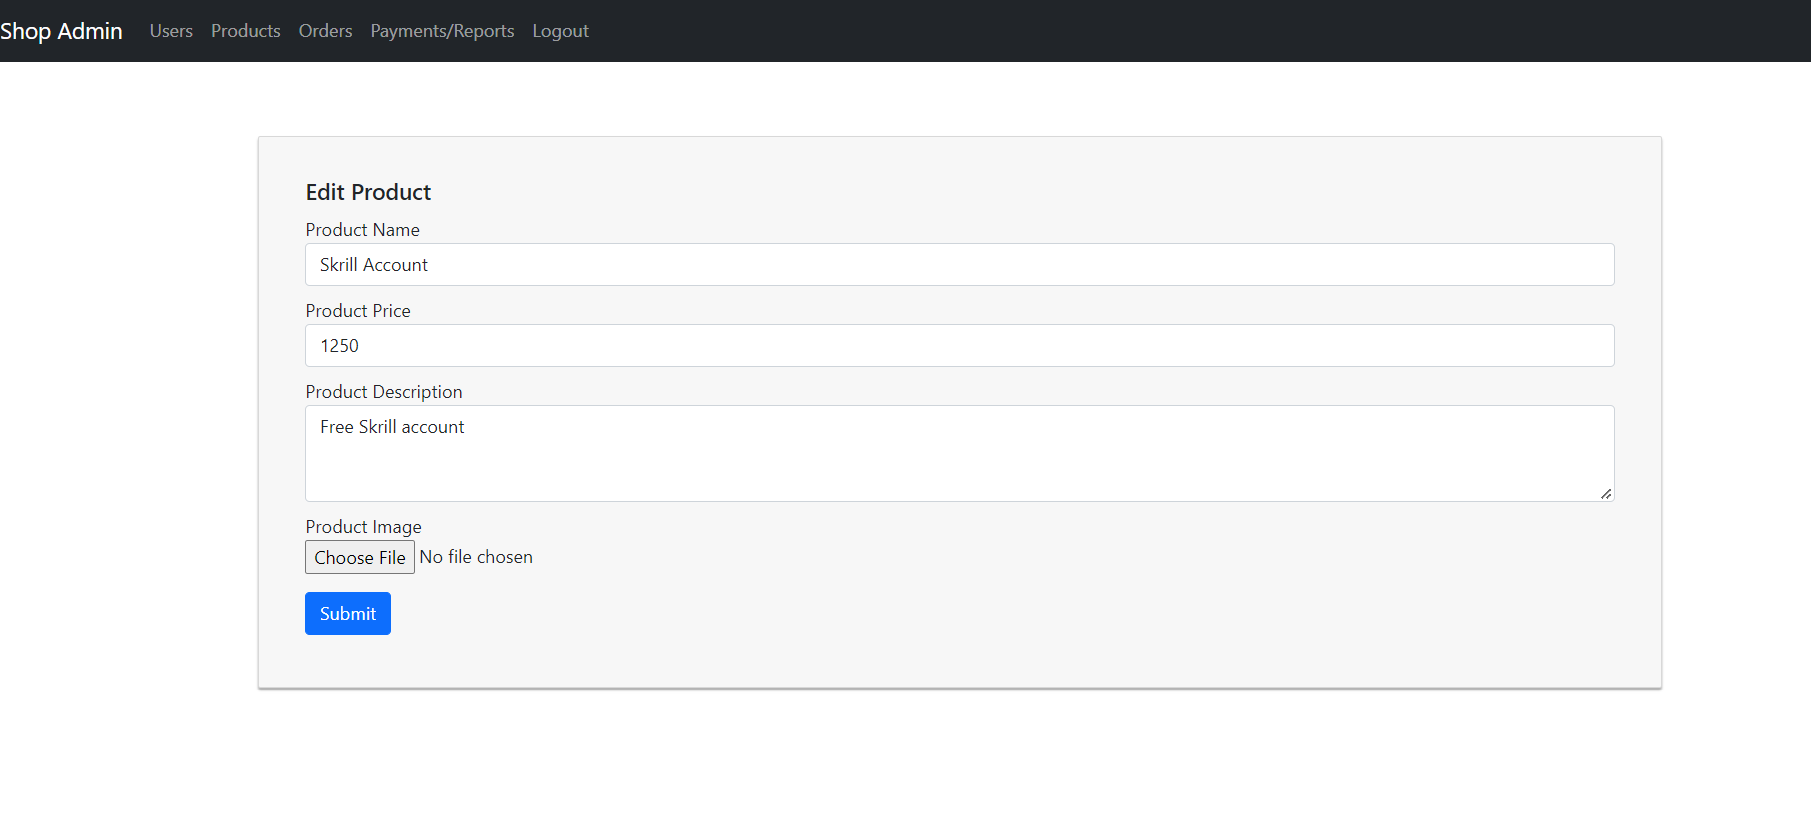 Shop Admin Users Products Orders Payments/Reports Logout
Edit Product
Product Name
Skrill Account
Product Price
1250
Product Description
Free Skrill account
Product Image
Choose File No file chosen
Submit